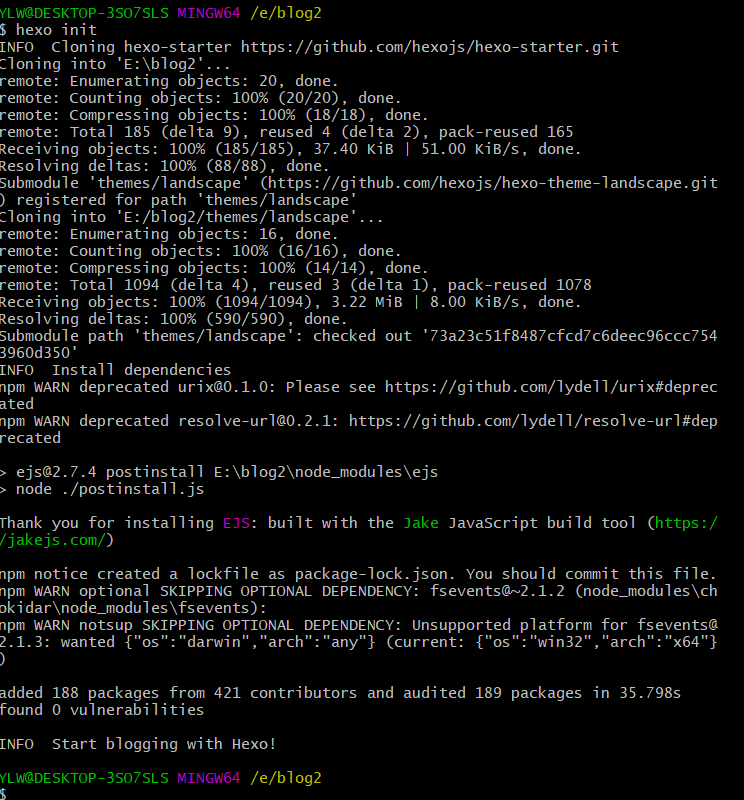 YLW@DESKTOP-3SO7SLS MINGW64 /e/blog2
$ hexo init
INFO  Cloning hexo-starter https://github.com/hexojs/hexo-starter.git
Cloning into 'E:\blog2'...
remote: Enumerating objects: 20, done.
remote: Counting objects: 100% (20/20), done.
remote: Compressing objects: 100% (18/18), done.
remote: Total 185 (delta 9), reused 4 (delta 2), pack-reused 165
Receiving objects: 100% (185/185), 37.40 KiB | 51.00 KiB/s, done.
Resolving deltas: 100% (88/88), done.
Submodule 'themes/landscape' (https://github.com/hexojs/hexo-theme-landscape.git
) registered for path 'themes/landscape'
Cloning into 'E:/blog2/themes/landscape'...
remote: Enumerating objects: 16, done.
remote: Counting objects: 100% (16/16), done.
remote: Compressing objects: 100% (14/14), done.
remote: Total 1094 (delta 4), reused 3 (delta 1), pack-reused 1078
Receiving objects: 100% (1094/1094), 3.22 MiB | 8.00 KiB/s, done.
Resolving deltas: 100% (590/590), done.
Submodule path 'themes/landscape': checked out '73a23c51f8487cfcd7c6deec96ccc754
3960d350'
INFO  Install dependencies
npm WARN deprecated urix@0.1.0: Please see https://github.com/lydell/urix#deprec
ated
npm WARN deprecated resolve-url@0.2.1: https://github.com/lydell/resolve-url#dep
recated
> ejs@2.7.4 postinstall E:\blog2\node_modules\ejs
> node ./postinstall.js
Thank you for installing EJS: built with the Jake JavaScript build tool (https:/
/jakejs.com/)
npm notice created a lockfile as package-lock.json. You should commit this file.
npm WARN optional SKIPPING OPTIONAL DEPENDENCY: fsevents@~2.1.2 (node_modules\ch
okidar\node_modules\fsevents):
npm WARN notsup SKIPPING OPTIONAL DEPENDENCY: Unsupported platform for fsevents@
2.1.3: wanted {"os":"darwin","arch":"any"} (current: {"os":"win32","arch":"x64"}
)
added 188 packages from 421 contributors and audited 189 packages in 35.798s
found 0 vulnerabilities
INFO  Start blogging with Hexo!
YLW@DESKTOP-3SO7SLS MINGW64 /e/blog2
$